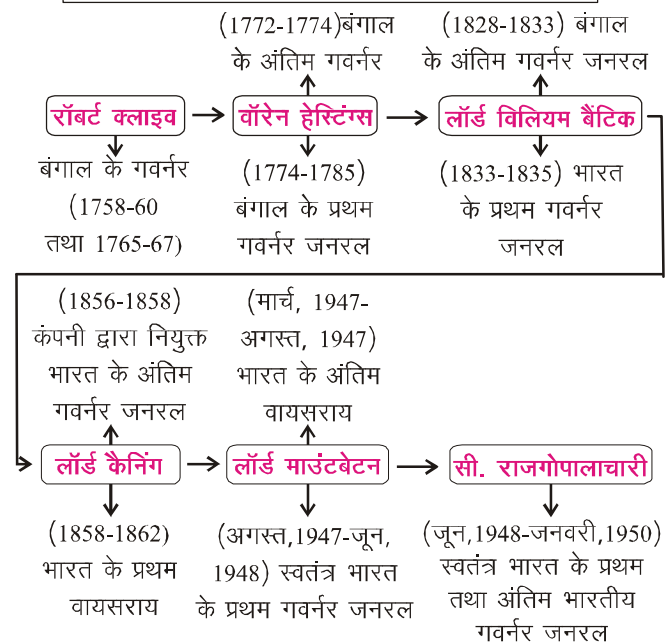 (1772-1774)बंगाल
के अंतिम गवर्नर
(1828-1833) बंगाल
के अंतिम गवर्नर
जनरल
रॉबर्ट क्लाइव
वॉरेन हेस्टिंग्स
लॉर्ड विलियम बैंटिक
बंगाल के गवर्नर
(1758-60
तथा 1765-67)
(1774-1785)
बंगाल के प्रथम
गवर्नर जनरल
(1833-1835) भारत
के प्रथम गवर्नर
जनरल
(1856-1858)
कंपनी द्वारा नियुक्त
भारत के अंतिम
गवर्नर जनरल
(मार्च, 1947-
अगस्त, 1947)
भारत के अंतिम
वायसराय
लॉर्ड कैनिंग
लॉर्ड माउंटबेटन
सी. राजगोपालाचारी
(1858-1862)
भारत के प्रथम
वायसराय
(अगस्त,1947-जून,
1948) स्वतंत्र भारत
के प्रथम गवर्नर जनरल
(जून,1948-जनवरी,1950)
स्वतंत्र भारत के प्रथम
तथा अंतिम भारतीय
गवर्नर जनरल